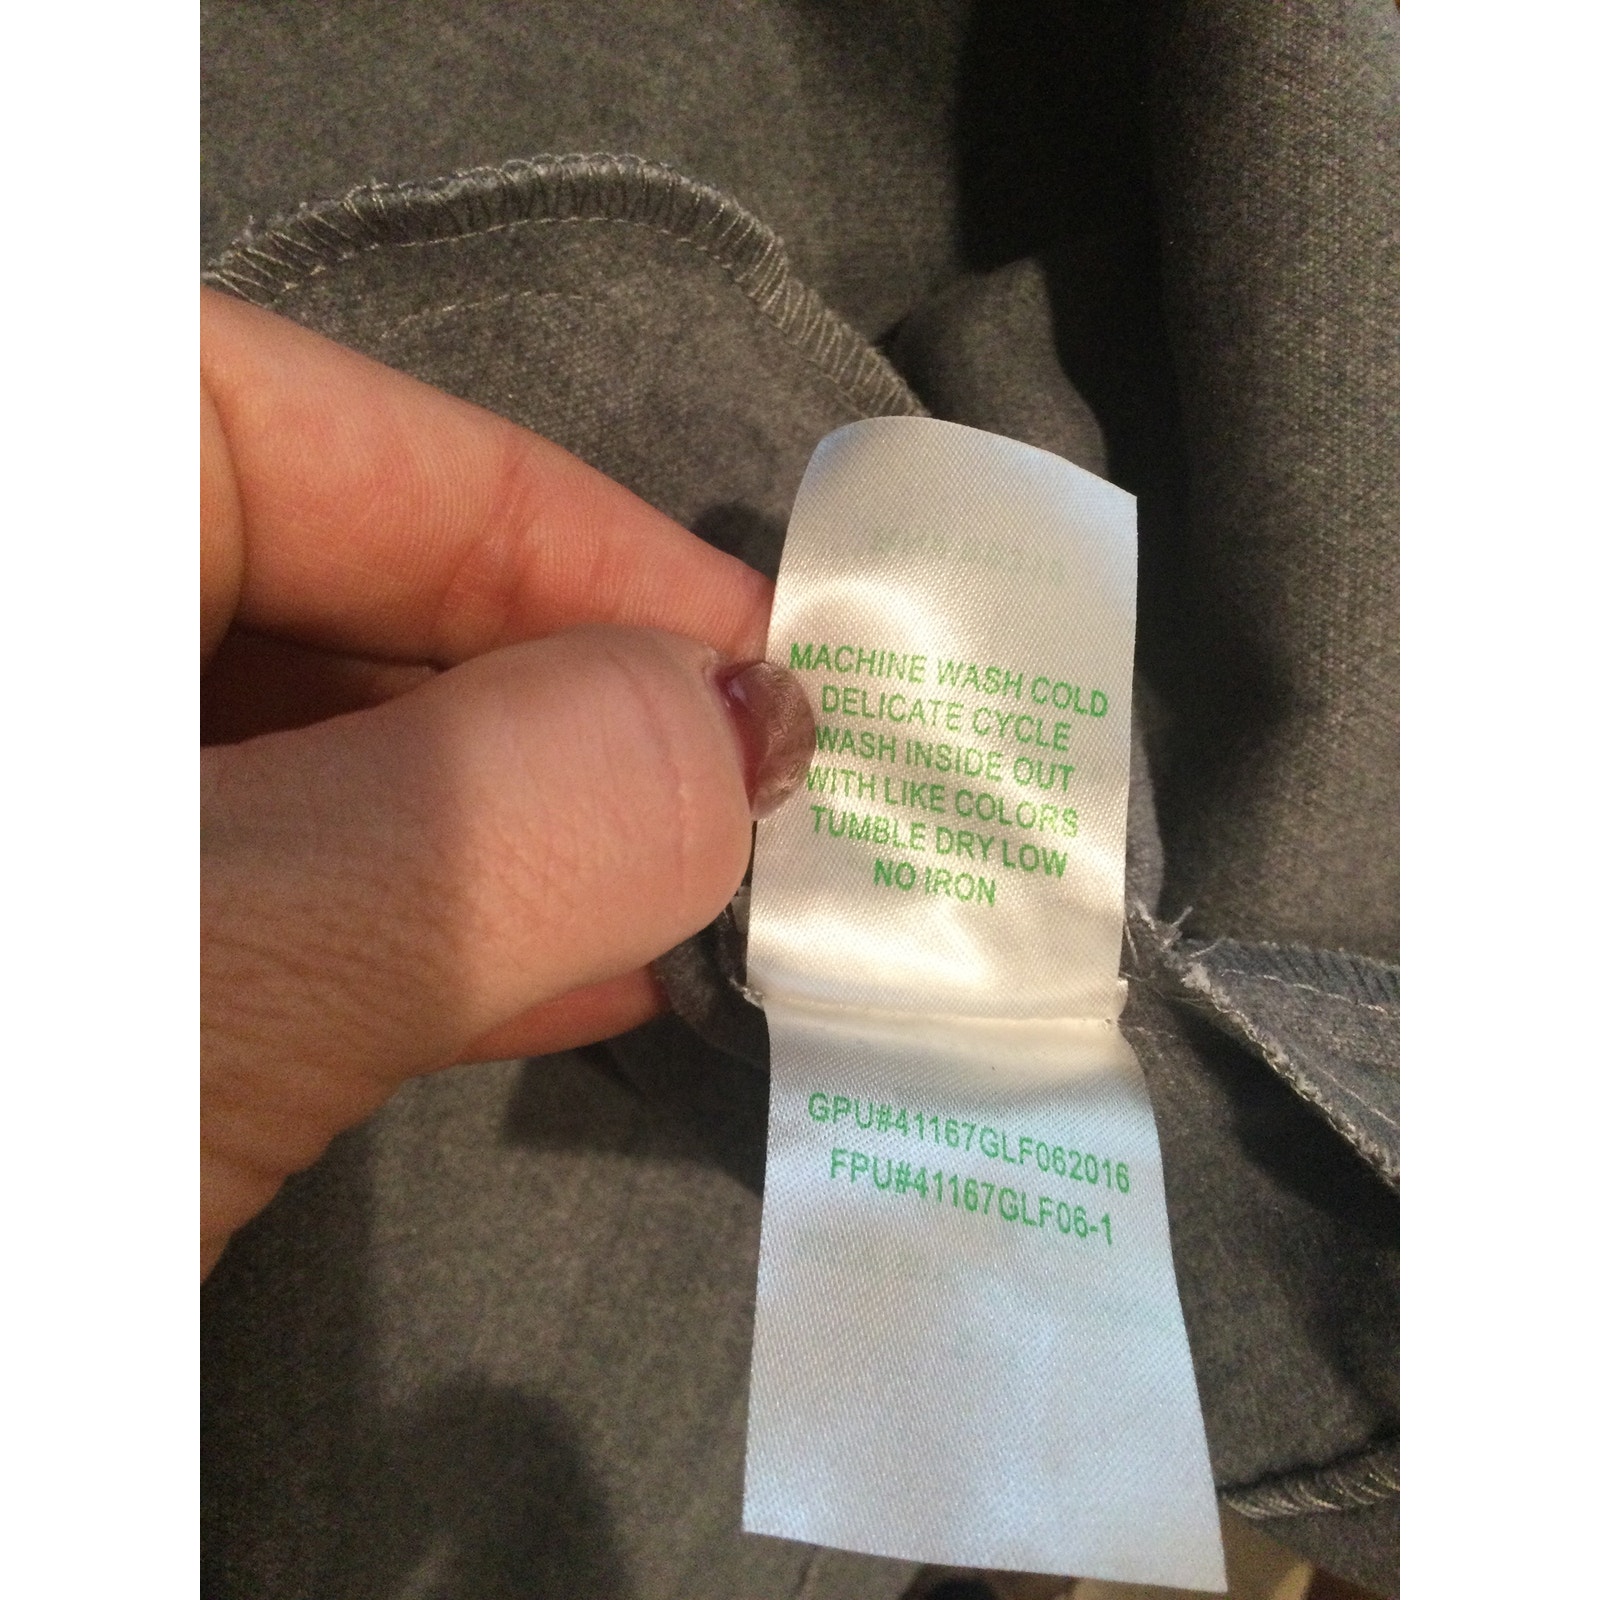 MACHINE WASH COLD
DELICATE CYCLE
WASH INSIDE OUT
WITH LIKE COLORS
TUMBLE DRY LOW
NO IRON
GPU#41167GLF062016
FPU#41167GLF06-1